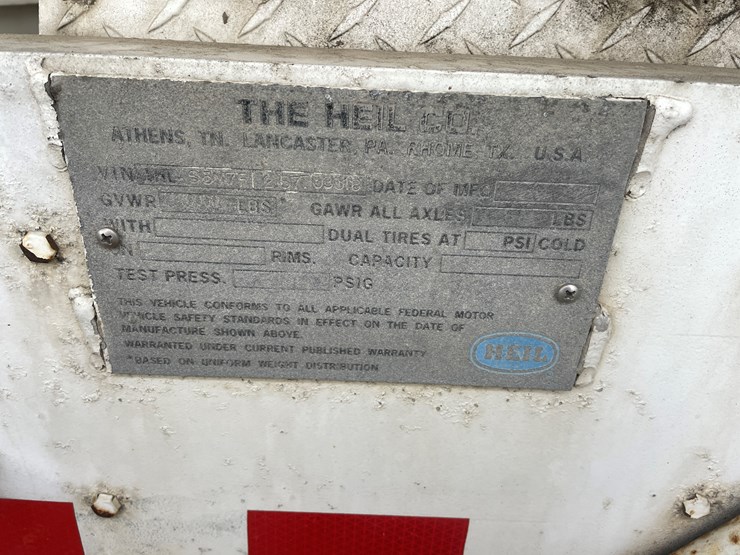 THE HEIL CO.
ATHENS, TN. LANCASTER, PA. RHOME, TX. U.S.A.
VIN DATE OF MFG
GVWR LBS GAWR ALL AXLES LBS
WITH DUAL TIRES AT PSI COLD
ON RIMS. CAPACITY
TEST PRESS. PSIG
THIS VEHICLE CONFORMS TO ALL APPLICABLE FEDERAL MOTOR
VEHICLE SAFETY STANDARDS IN EFFECT ON THE DATE OF
MANUFACTURE SHOWN ABOVE.
WARRANTED UNDER CURRENT PUBLISHED WARRANTY
*BASED ON UNIFORM WEIGHT DISTRIBUTION
HEIL